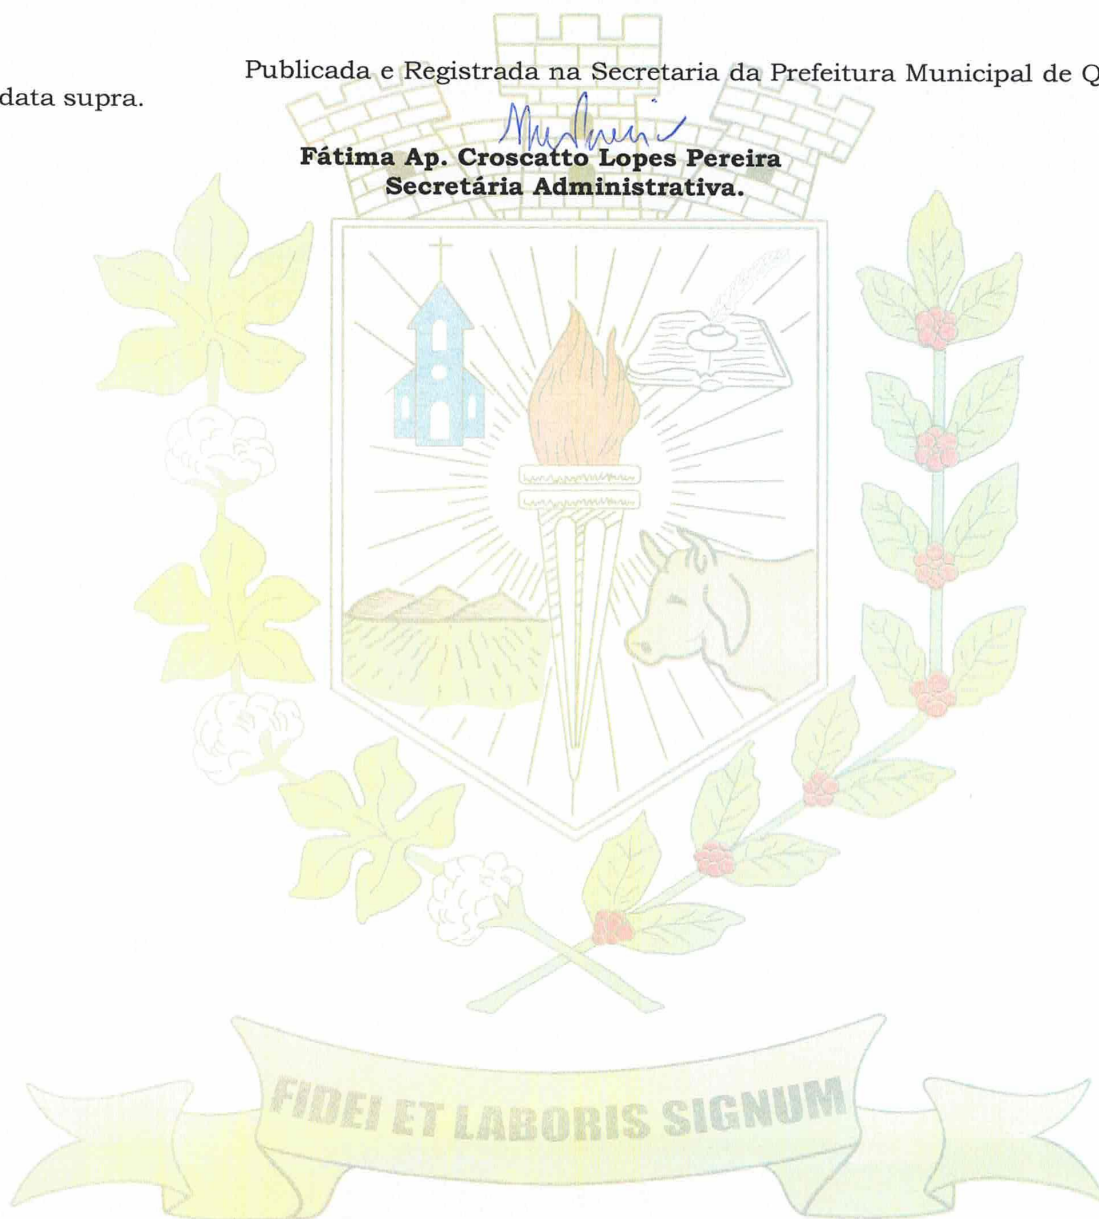 Publicada e Registrada na Secretaria da Prefeitura Municipal de Q
data supra.
Fátima Ap. Croscatto Lopes Pereira
Secretária Administrativa.
FIDEI ET LABORIS SIGNUM